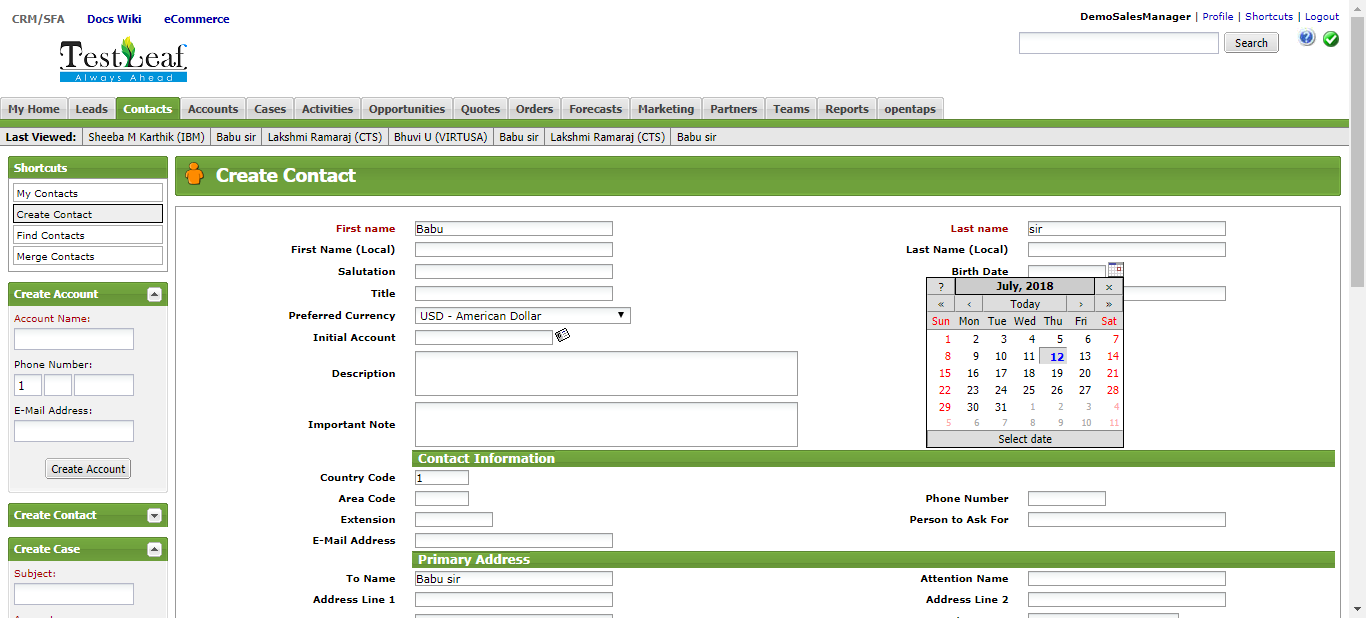 CRM/SFA Docs Wiki eCommerce
DemoSalesManager | Profile | Shortcuts | Logout
TestLeaf
Always Ahead
Search
?
My Home Leads Contacts Accounts Cases Activities Opportunities Quotes Orders Forecasts Marketing Partners Teams Reports opentaps
Last Viewed: Sheeba M Karthik (IBM) Babu sir Lakshmi Ramaraj (CTS) Bhuvi U (VIRTUSA) Babu sir Lakshmi Ramaraj (CTS) Babu sir
Shortcuts
My Contacts
Create Contact
Find Contacts
Merge Contacts
Create Account
Account Name:
Phone Number:
1
E-Mail Address:
Create Account
Create Contact
Create Case
Subject:
Create Contact
First name Babu Last name sir
First Name (Local) Last Name (Local)
Salutation Birth Date
Title
Preferred Currency USD - American Dollar
Initial Account
Description
Important Note
? July, 2018 ×
« ‹ Today › »
Sun Mon Tue Wed Thu Fri Sat
1 2 3 4 5 6 7
8 9 10 11 12 13 14
15 16 17 18 19 20 21
22 23 24 25 26 27 28
29 30 31 1 2 3 4
5 6 7 8 9 10 11
Select date
Contact Information
Country Code 1
Area Code Phone Number
Extension Person to Ask For
E-Mail Address
Primary Address
To Name Babu sir Attention Name
Address Line 1 Address Line 2